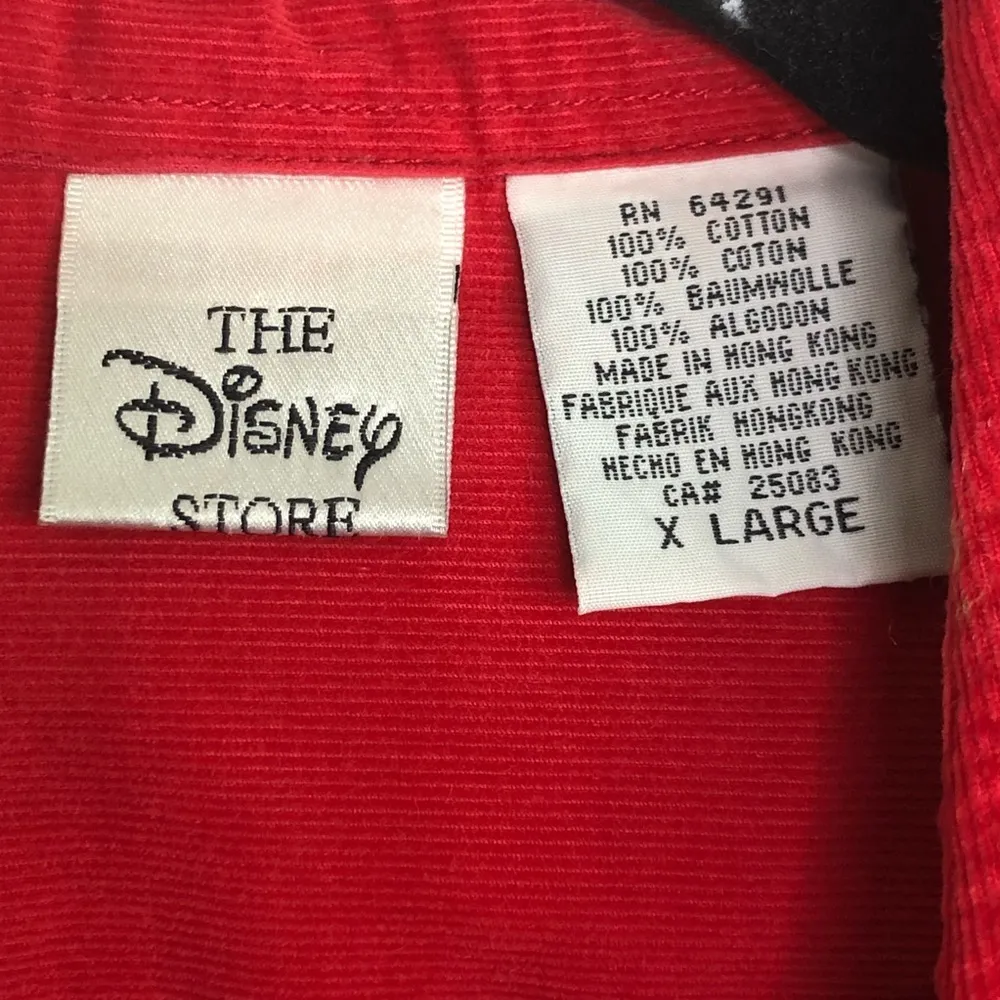 THE
Disney
STORE
RN 64291
100% COTTON
100% COTON
100% BAUMWOLLE
100% ALGODON
MADE IN HONG KONG
FABRIQUE AUX HONG KONG
FABRIK HONGKONG
HECHO EN HONG KONG
CA# 25083
X LARGE